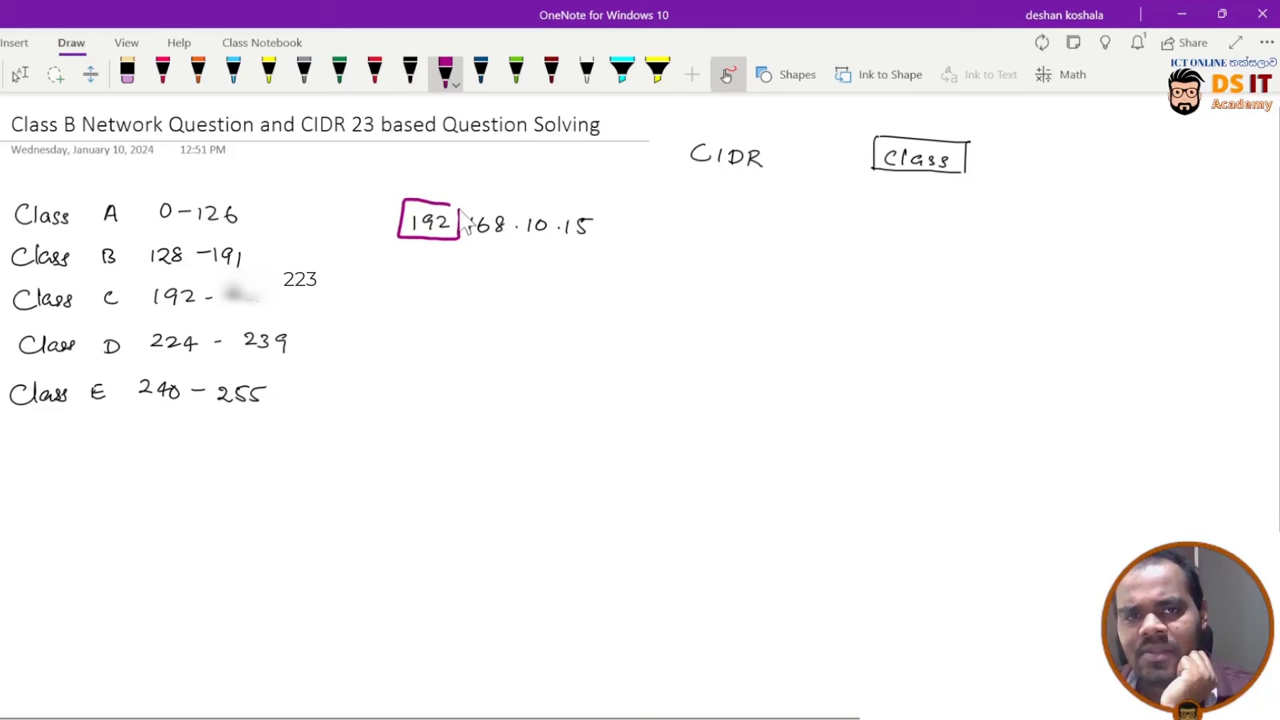 OneNote for Windows 10
deshan koshala
Insert Draw View Help Class Notebook
Share
Shapes Ink to Shape Ink to Text Math
ICT ONLINE තක්සලාව
DS IT
Academy
Class B Network Question and CIDR 23 based Question Solving
Wednesday, January 10, 2024 12:51 PM
CIDR Class
Class A 0-126
192 68.10.15
Class B 128-191
223
Class C 192-
Class D 224 - 239
Class E 240 - 255